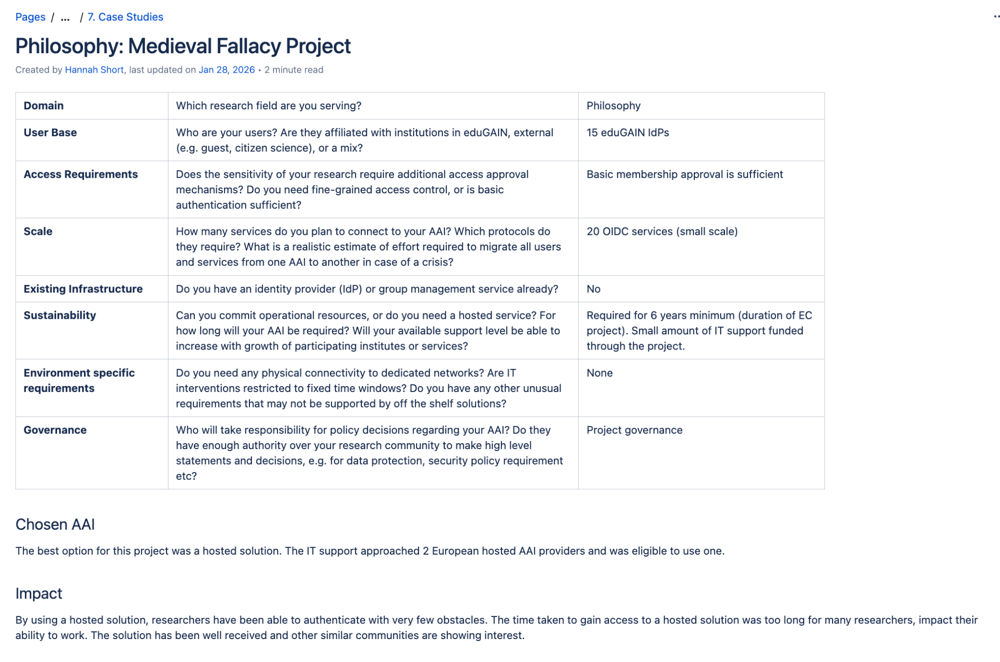 Pages / ... / 7. Case Studies
Philosophy: Medieval Fallacy Project
Created by Hannah Short, last updated on Jan 28, 2026 • 2 minute read
Domain
Which research field are you serving?
Philosophy
User Base
Who are your users? Are they affiliated with institutions in eduGAIN, external
(e.g. guest, citizen science), or a mix?
15 eduGAIN IdPs
Access Requirements
Does the sensitivity of your research require additional access approval
mechanisms? Do you need fine-grained access control, or is basic
authentication sufficient?
Basic membership approval is sufficient
Scale
How many services do you plan to connect to your AAI? Which protocols do
they require? What is a realistic estimate of effort required to migrate all users
and services from one AAI to another in case of a crisis?
20 OIDC services (small scale)
Existing Infrastructure
Do you have an identity provider (IdP) or group management service already?
No
Sustainability
Can you commit operational resources, or do you need a hosted service? For
how long will your AAI be required? Will your available support level be able to
increase with growth of participating institutes or services?
Required for 6 years minimum (duration of EC
project). Small amount of IT support funded
through the project.
Environment specific
requirements
Do you need any physical connectivity to dedicated networks? Are IT
interventions restricted to fixed time windows? Do you have any other unusual
requirements that may not be supported by off the shelf solutions?
None
Governance
Who will take responsibility for policy decisions regarding your AAI? Do they
have enough authority over your research community to make high level
statements and decisions, e.g. for data protection, security policy requirement
etc?
Project governance
Chosen AAI
The best option for this project was a hosted solution. The IT support approached 2 European hosted AAI providers and was eligible to use one.
Impact
By using a hosted solution, researchers have been able to authenticate with very few obstacles. The time taken to gain access to a hosted solution was too long for many researchers, impact their
ability to work. The solution has been well received and other similar communities are showing interest.